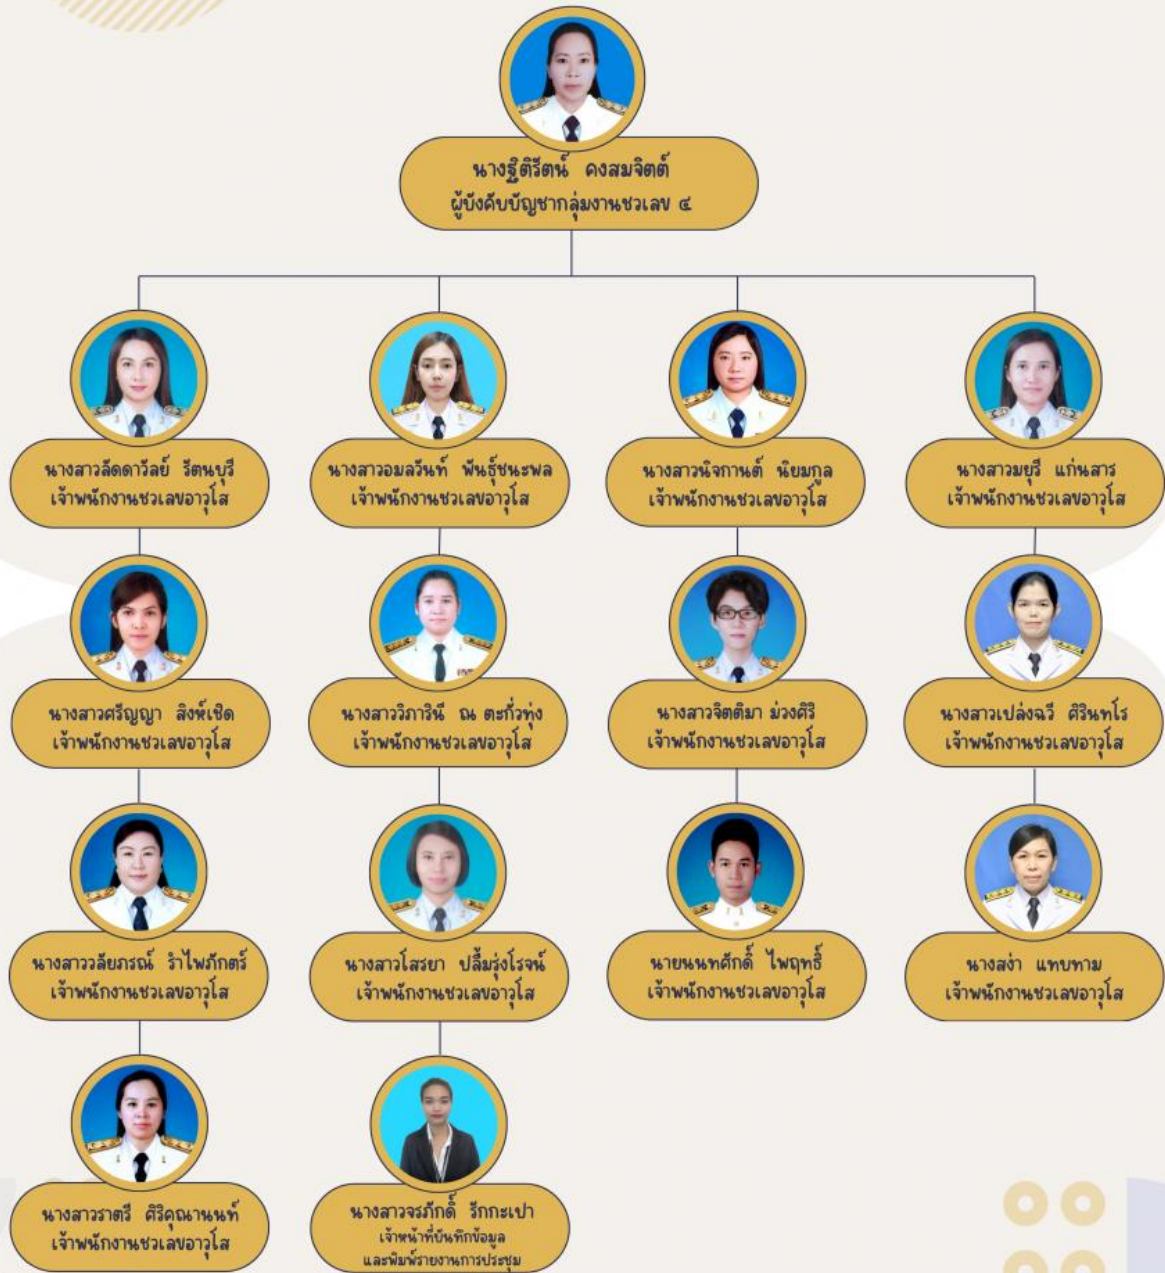 นางฐิติรัตน์ คงสมจิตต์
ผู้บังคับบัญชากลุ่มงานชวเลข ๔
นางสาวลัดดาวัลย์ รัตนบุรี
เจ้าพนักงานชวเลขอาวุโส
นางสาวอมลวันท์ พันธุ์ชนะพล
เจ้าพนักงานชวเลขอาวุโส
นางสาวนิจกานต์ นิยมกูล
เจ้าพนักงานชวเลขอาวุโส
นางสาวมยุรี แก่นสาร
เจ้าพนักงานชวเลขอาวุโส
นางสาวศรัญญา สิงห์เชิด
เจ้าพนักงานชวเลขอาวุโส
นางสาววิภารินี ณ ตะกั่วทุ่ง
เจ้าพนักงานชวเลขอาวุโส
นางสาวจิตติมา ม่วงศิริ
เจ้าพนักงานชวเลขอาวุโส
นางสาวเปล่งฉวี ศิรินทโร
เจ้าพนักงานชวเลขอาวุโส
นางสาววลัยภรณ์ รำไพภักตร์
เจ้าพนักงานชวเลขอาวุโส
นางสาวโสรยา ปลื้มรุ่งโรจน์
เจ้าพนักงานชวเลขอาวุโส
นายนนทศักดิ์ ไพฤทธิ์
เจ้าพนักงานชวเลขอาวุโส
นางสง่า แทบทาม
เจ้าพนักงานชวเลขอาวุโส
นางสาวราตรี ศิริคุณานนท์
เจ้าพนักงานชวเลขอาวุโส
นางสาวจรภักดิ์ รักกะเปา
เจ้าหน้าที่บันทึกข้อมูล
และพิมพ์รายงานการประชุม